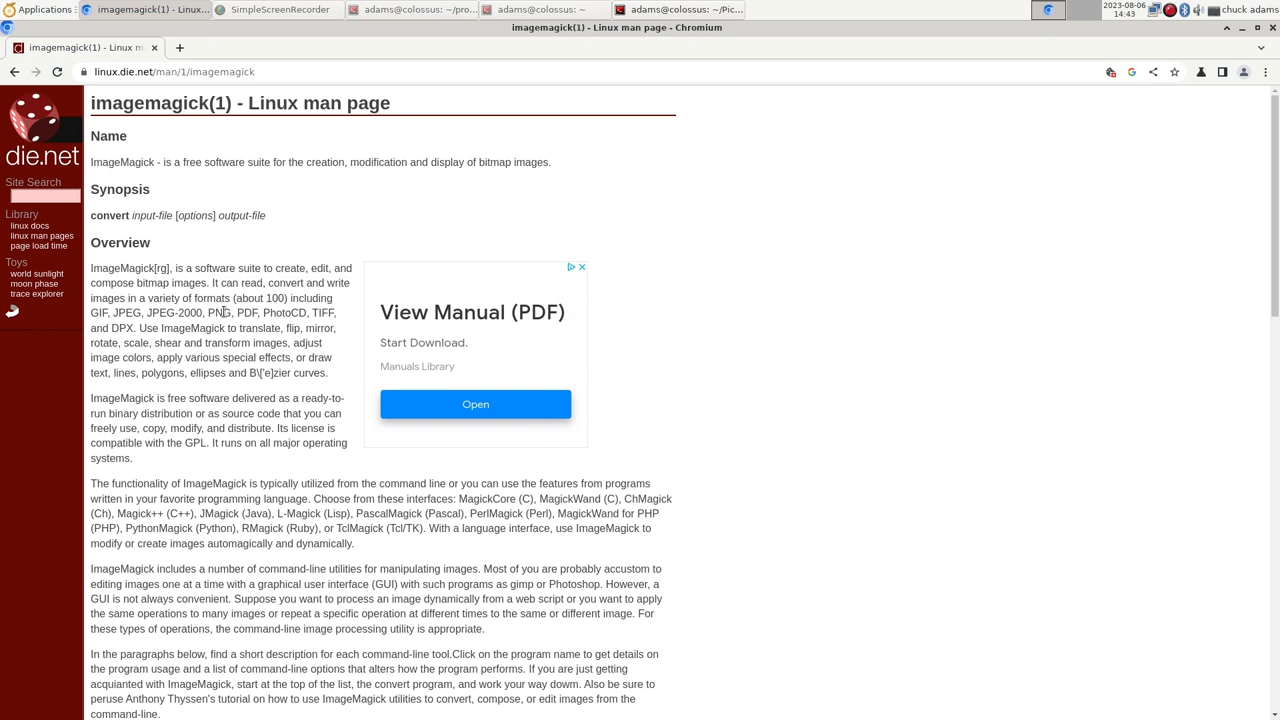 Applications
imagemagick(1) - Linux...
SimpleScreenRecorder
adams@colossus: ~/pro...
adams@colossus: ~
adams@colossus: ~/Pic...
2023-08-06
14:43
chuck adams
imagemagick(1) - Linux man page - Chromium
imagemagick(1) - Linux m
linux.die.net/man/1/imagemagick
die.net
Site Search
Library
linux docs
linux man pages
page load time
Toys
world sunlight
moon phase
trace explorer
imagemagick(1) - Linux man page
Name
ImageMagick - is a free software suite for the creation, modification and display of bitmap images.
Synopsis
convert input-file [options] output-file
Overview
ImageMagick[rg], is a software suite to create, edit, and
compose bitmap images. It can read, convert and write
images in a variety of formats (about 100) including
GIF, JPEG, JPEG-2000, PNG, PDF, PhotoCD, TIFF,
and DPX. Use ImageMagick to translate, flip, mirror,
rotate, scale, shear and transform images, adjust
image colors, apply various special effects, or draw
text, lines, polygons, ellipses and B\['e]zier curves.
View Manual (PDF)
Start Download.
Manuals Library
Open
ImageMagick is free software delivered as a ready-to-
run binary distribution or as source code that you can
freely use, copy, modify, and distribute. Its license is
compatible with the GPL. It runs on all major operating
systems.
The functionality of ImageMagick is typically utilized from the command line or you can use the features from programs
written in your favorite programming language. Choose from these interfaces: MagickCore (C), MagickWand (C), ChMagick
(Ch), Magick++ (C++), JMagick (Java), L-Magick (Lisp), PascalMagick (Pascal), PerlMagick (Perl), MagickWand for PHP
(PHP), PythonMagick (Python), RMagick (Ruby), or TclMagick (Tcl/TK). With a language interface, use ImageMagick to
modify or create images automagically and dynamically.
ImageMagick includes a number of command-line utilities for manipulating images. Most of you are probably accustom to
editing images one at a time with a graphical user interface (GUI) with such programs as gimp or Photoshop. However, a
GUI is not always convenient. Suppose you want to process an image dynamically from a web script or you want to apply
the same operations to many images or repeat a specific operation at different times to the same or different image. For
these types of operations, the command-line image processing utility is appropriate.
In the paragraphs below, find a short description for each command-line tool.Click on the program name to get details on
the program usage and a list of command-line options that alters how the program performs. If you are just getting
acquianted with ImageMagick, start at the top of the list, the convert program, and work your way down. Also be sure to
peruse Anthony Thyssen's tutorial on how to use ImageMagick utilities to convert, compose, or edit images from the
command-line.